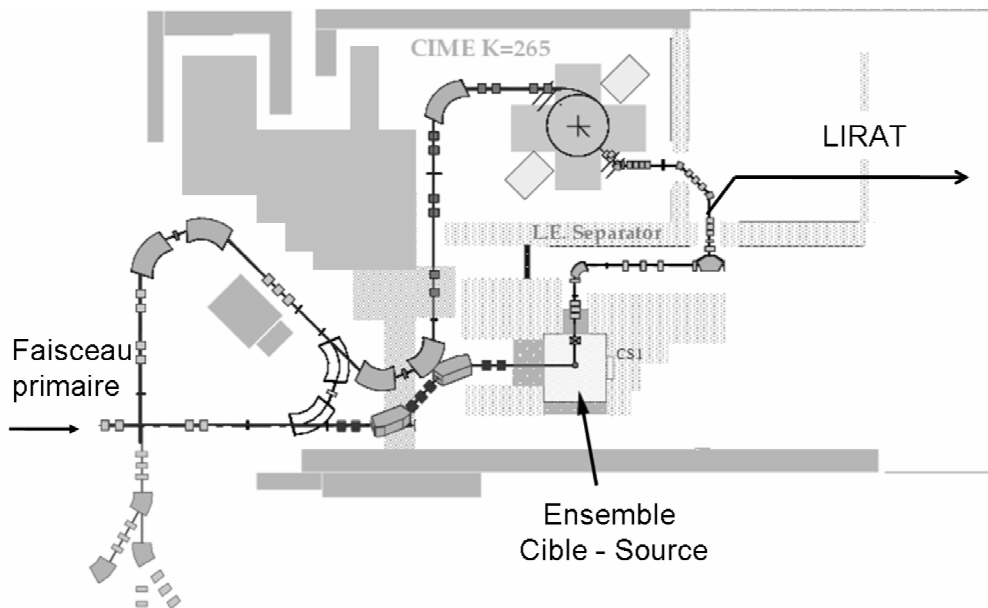 CIME K=265
LIRAT
L.E. Separator
Faisceau
primaire
CS1
Ensemble
Cible - Source